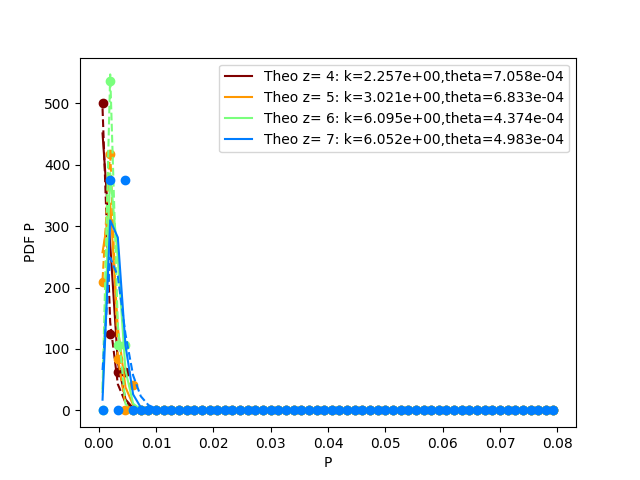 Theo z= 4: k=2.257e+00,theta=7.058e-04
Theo z= 5: k=3.021e+00,theta=6.833e-04
Theo z= 6: k=6.095e+00,theta=4.374e-04
Theo z= 7: k=6.052e+00,theta=4.983e-04
500
400
300
200
100
0
PDF P
0.00 0.01 0.02 0.03 0.04 0.05 0.06 0.07 0.08
P